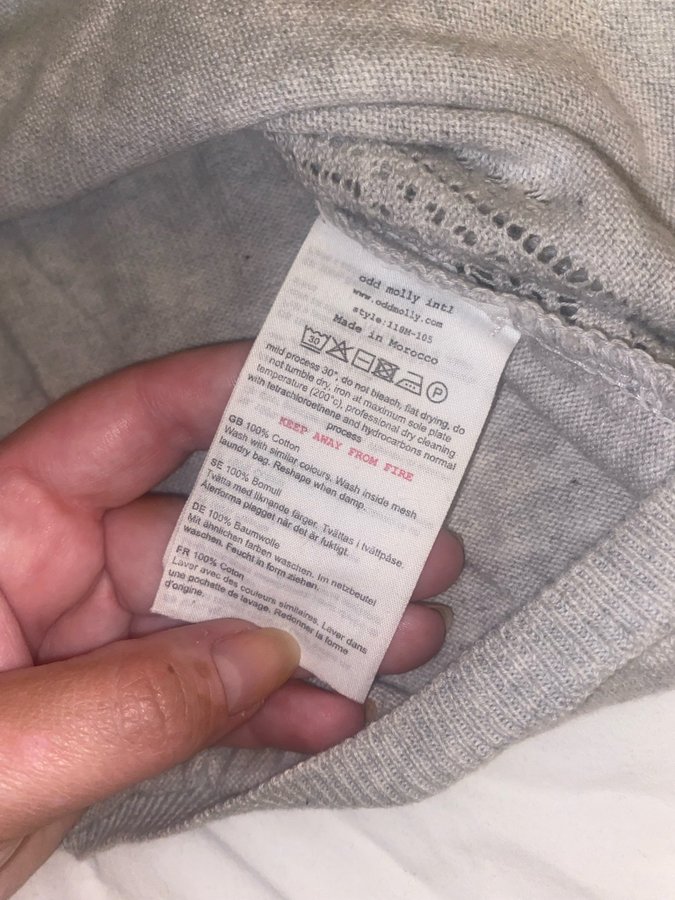 odd molly intl
www.oddmolly.com
style:118M-105
Made in Morocco
30 P
mild process 30°, do not bleach, flat drying, do
not tumble dry, iron at maximum sole plate
temperature (200°c), professional dry cleaning
with tetrachloroethene and hydrocarbons normal
process
KEEP AWAY FROM FIRE
GB 100% Cotton
Wash with similar colours. Wash inside mesh
laundry bag. Reshape when damp.
SE 100% Bomull
Tvätta med liknande färger. Tvättas i tvättpåse.
Återforma plagget när det är fuktigt.
DE 100% Baumwolle
Mit ähnlichen farben waschen. Im netzbeutel
waschen. Feucht in form ziehen.
FR 100% Coton
Laver avec des couleurs similaires. Laver dans
une pochette de lavage. Redonner la forme
d'origine.